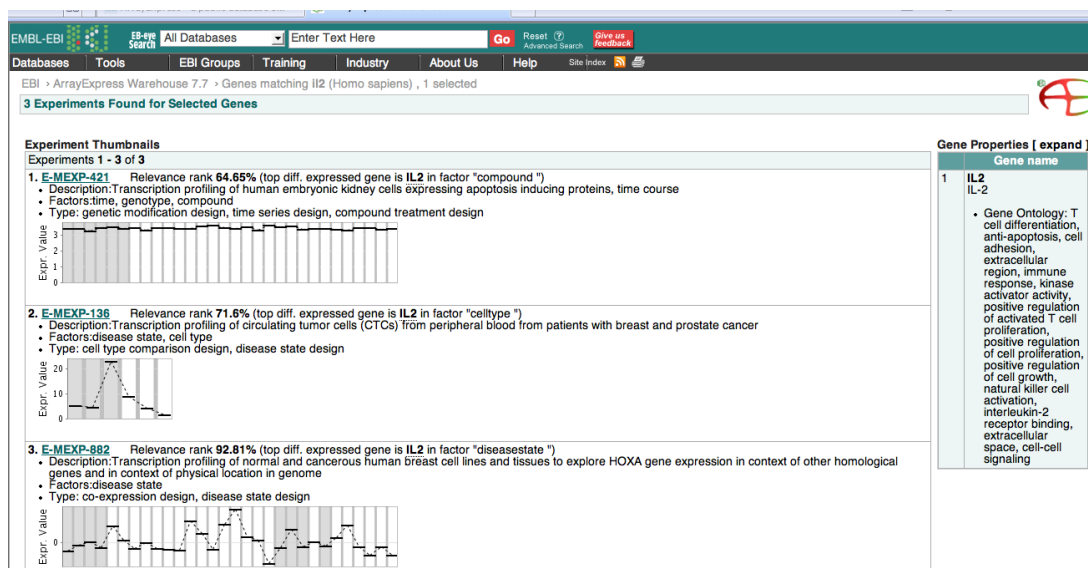 EMBL-EBI EB-eye Search All Databases Enter Text Here Go Reset ? Advanced Search Give us feedback
Databases Tools EBI Groups Training Industry About Us Help Site Index
EBI › ArrayExpress Warehouse 7.7 › Genes matching il2 (Homo sapiens) , 1 selected
3 Experiments Found for Selected Genes
Experiment Thumbnails
Experiments 1 - 3 of 3
1. E-MEXP-421 Relevance rank 64.65% (top diff. expressed gene is IL2 in factor "compound ")
• Description:Transcription profiling of human embryonic kidney cells expressing apoptosis inducing proteins, time course
• Factors:time, genotype, compound
• Type: genetic modification design, time series design, compound treatment design
Expr. Value
3
2
1
0
2. E-MEXP-136 Relevance rank 71.6% (top diff. expressed gene is IL2 in factor "celltype ")
• Description:Transcription profiling of circulating tumor cells (CTCs) from peripheral blood from patients with breast and prostate cancer
• Factors:disease state, cell type
• Type: cell type comparison design, disease state design
Expr. Value
20
10
0
3. E-MEXP-882 Relevance rank 92.81% (top diff. expressed gene is IL2 in factor "diseasestate ")
• Description:Transcription profiling of normal and cancerous human breast cell lines and tissues to explore HOXA gene expression in context of other homological
genes and in context of physical location in genome
• Factors:disease state
• Type: co-expression design, disease state design
Expr. Value
0
Gene Properties [ expand ]
Gene name
1 IL2
IL-2
• Gene Ontology: T
cell differentiation,
anti-apoptosis, cell
adhesion,
extracellular
region, immune
response, kinase
activator activity,
positive regulation
of activated T cell
proliferation,
positive regulation
of cell proliferation,
positive regulation
of cell growth,
natural killer cell
activation,
interleukin-2
receptor binding,
extracellular
space, cell-cell
signaling